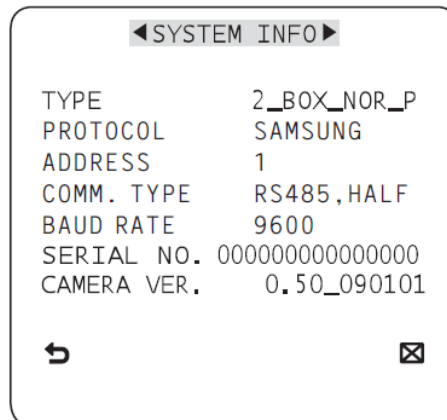 ◀SYSTEM INFO▶
TYPE 2_BOX_NOR_P
PROTOCOL SAMSUNG
ADDRESS 1
COMM. TYPE RS485,HALF
BAUD RATE 9600
SERIAL NO. 000000000000000
CAMERA VER. 0.50_090101